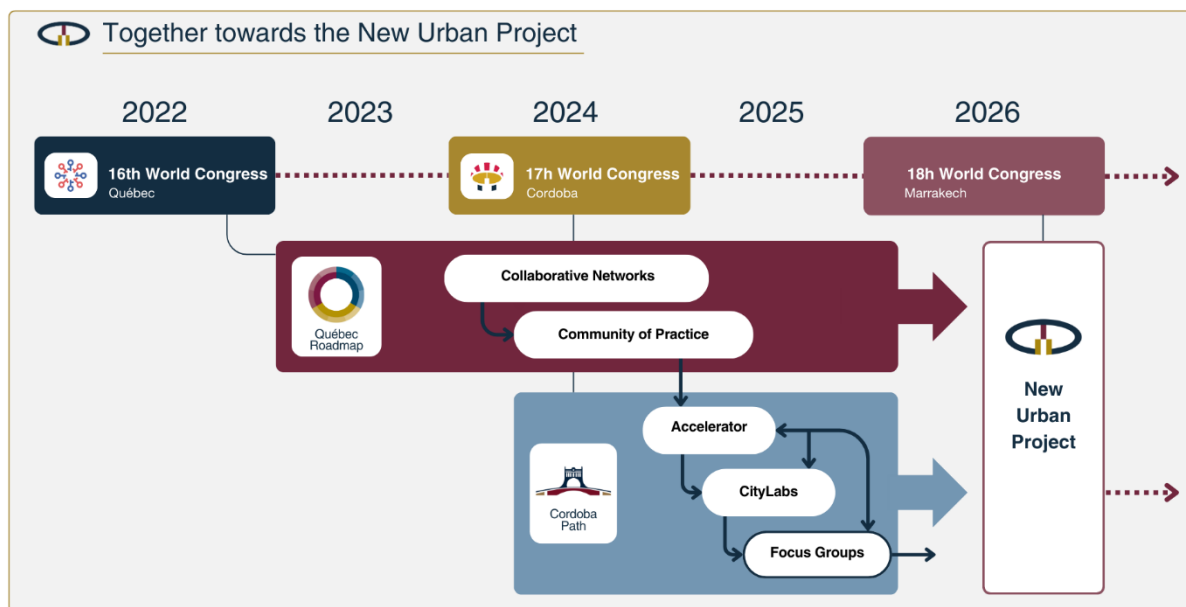 Together towards the New Urban Project
2022
2023
2024
2025
2026
16th World Congress
Québec
17h World Congress
Cordoba
18h World Congress
Marrakech
Québec
Roadmap
Collaborative Networks
Community of Practice
New
Urban
Project
Cordoba
Path
Accelerator
CityLabs
Focus Groups